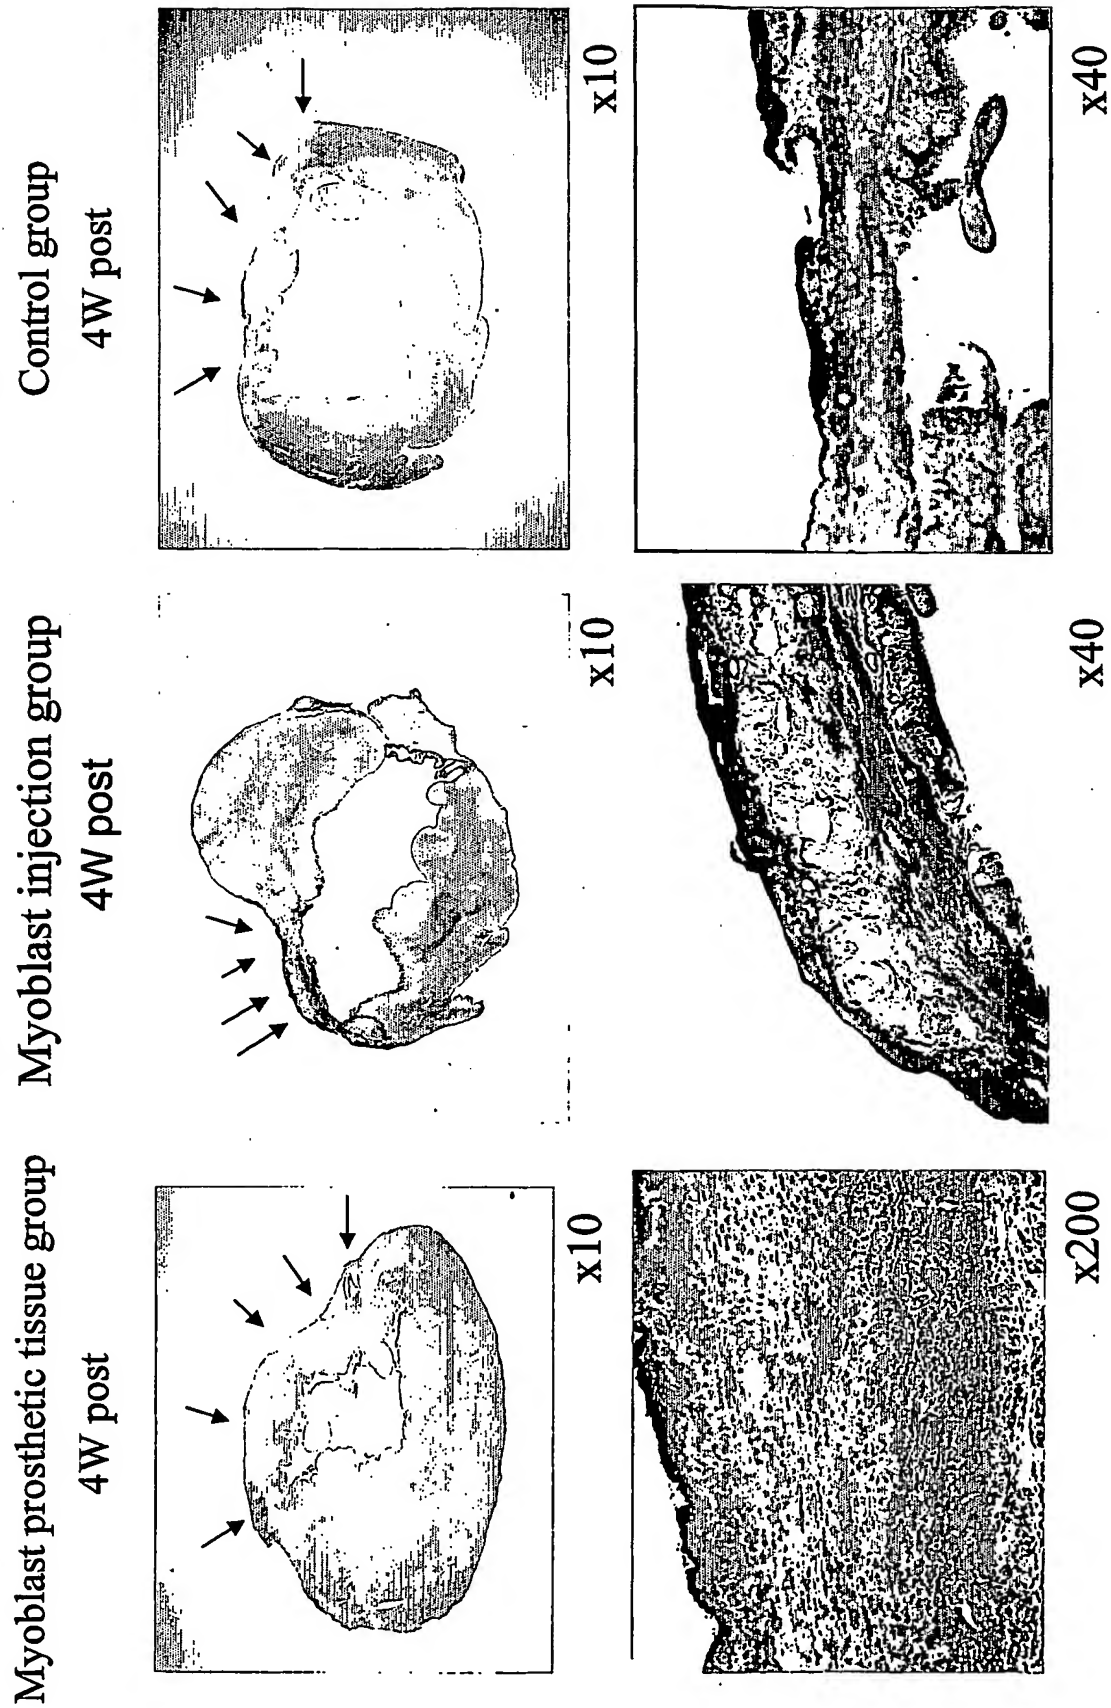 Myoblast prosthetic tissue group
4W post
x10
x200
Myoblast injection group
4W post
x10
x40
Control group
4W post
x10
x40